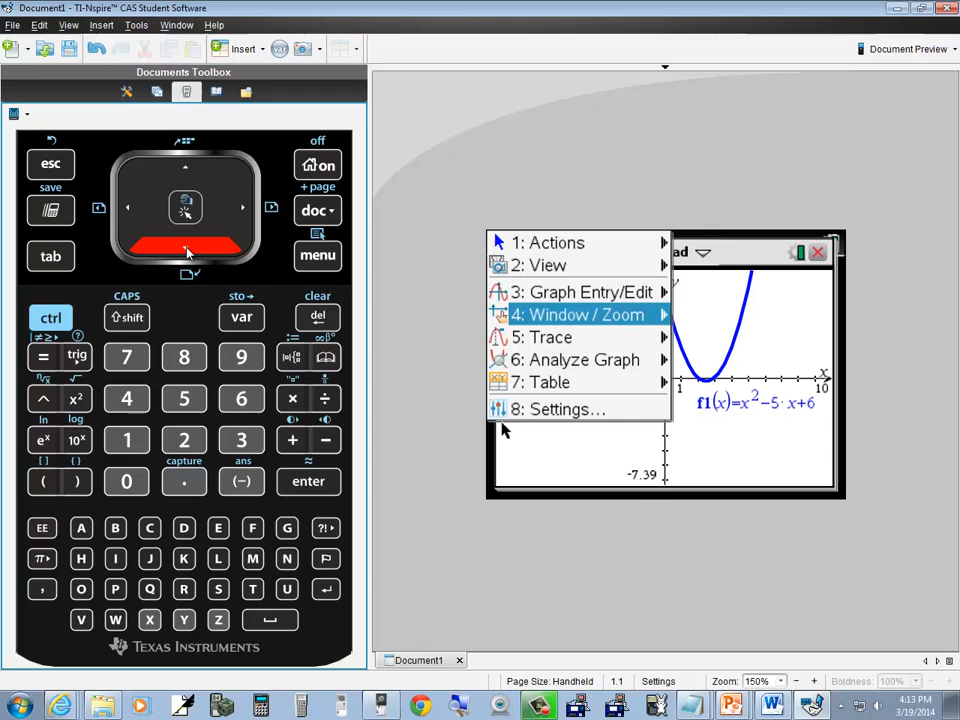 Document1 - TI-Nspire™ CAS Student Software
File Edit View Insert Tools Window Help
Insert
var
Document Preview
Documents Toolbox
off
esc
on
save
+ page
doc
tab
menu
CAPS
sto→
clear
ctrl
shift
var
del
= trig 7 8 9
^ x² 4 5 6 × ÷
ln log
eˣ 10ˣ 1 2 3 + −
[ ] { } capture ans ≈
( ) 0 . (−) enter
EE A B C D E F G ?!
π H I J K L M N
, O P Q R S T U
V W X Y Z
TEXAS INSTRUMENTS
1: Actions
2: View
3: Graph Entry/Edit
4: Window / Zoom
5: Trace
6: Analyze Graph
7: Table
8: Settings...
ad
y
x
1
10
f1(x)=x²−5·x+6
-7.39
Document1
Page Size: Handheld 1.1 Settings Zoom: 150% Boldness: 100%
4:13 PM
3/19/2014